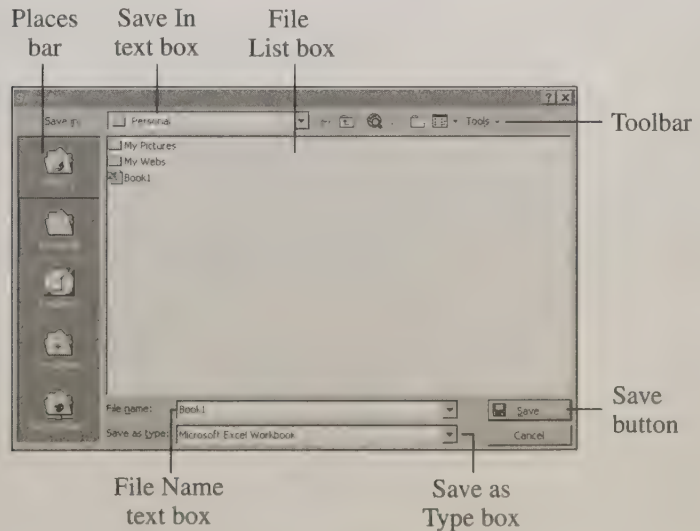 Places bar
Save In text box
File List box
? x
Save in:
Personal
Tools
Toolbar
My Pictures
My Webs
Book1
File name:
Book1
Save
Save button
Save as type:
Microsoft Excel Workbook
Cancel
File Name text box
Save as Type box